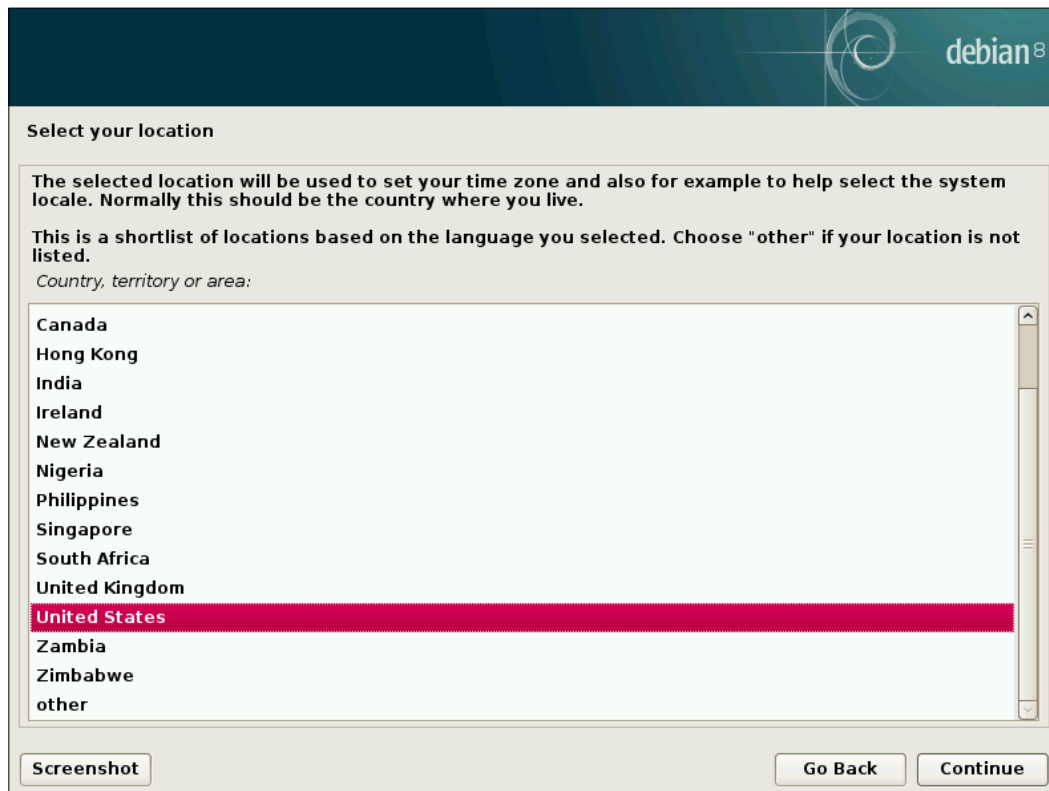 debian 8
Select your location
The selected location will be used to set your time zone and also for example to help select the system
locale. Normally this should be the country where you live.
This is a shortlist of locations based on the language you selected. Choose "other" if your location is not
listed.
Country, territory or area:
Canada
Hong Kong
India
Ireland
New Zealand
Nigeria
Philippines
Singapore
South Africa
United Kingdom
United States
Zambia
Zimbabwe
other
Screenshot
Go Back
Continue